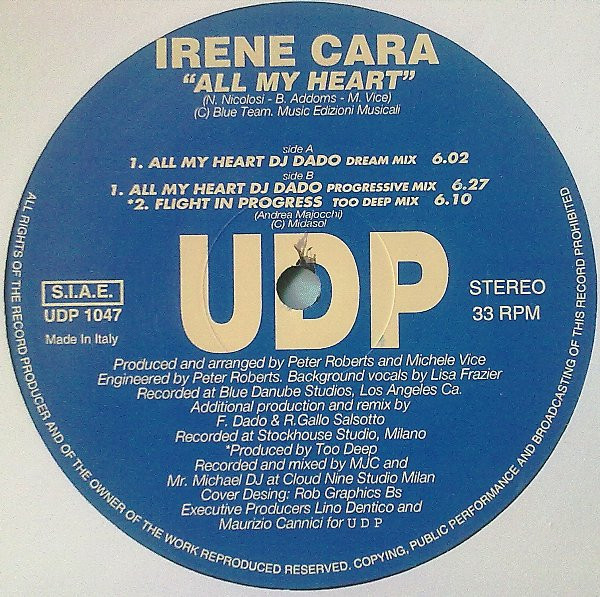 IRENE CARA
"ALL MY HEART"
(N. Nicolosi - B. Addoms - M. Vice)
(C) Blue Team. Music Edizioni Musicali
side A
1. ALL MY HEART DJ DADO DREAM MIX 6.02
side B
1. ALL MY HEART DJ DADO PROGRESSIVE MIX 6.27
*2. FLIGHT IN PROGRESS TOO DEEP MIX 6.10
(Andrea Majocchi)
(C) Midasol
UDP
S.I.A.E.
UDP 1047
Made in Italy
STEREO
33 RPM
Produced and arranged by Peter Roberts and Michele Vice
Engineered by Peter Roberts. Background vocals by Lisa Frazier
Recorded at Blue Danube Studios, Los Angeles Ca.
Additional production and remix by
F. Dado & R.Gallo Salsotto
Recorded at Stockhouse Studio, Milano
*Produced by Too Deep
Recorded and mixed by MJC and
Mr. Michael DJ at Cloud Nine Studio Milan
Cover Desing: Rob Graphics Bs
Executive Producers Lino Dentico and
Maurizio Cannici for U D P
ALL RIGHTS OF THE RECORD PRODUCER AND OF THE OWNER OF THE WORK REPRODUCED RESERVED. COPYING, PUBLIC PERFORMANCE AND BROADCASTING OF THIS RECORD PROHIBITED